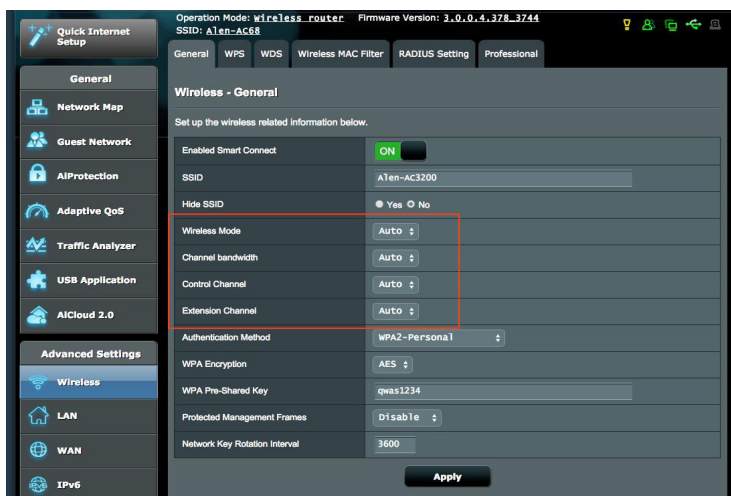 Quick Internet
Setup
Operation Mode: Wireless router Firmware Version: 3.0.0.4.378_3744
SSID: Alen-AC68
General WPS WDS Wireless MAC Filter RADIUS Setting Professional
General
Network Map
Guest Network
AiProtection
Adaptive QoS
Traffic Analyzer
USB Application
AiCloud 2.0
Advanced Settings
Wireless
LAN
WAN
IPv6
Wireless - General
Set up the wireless related information below.
Enabled Smart Connect ON
SSID Alen-AC3200
Hide SSID Yes No
Wireless Mode Auto
Channel bandwidth Auto
Control Channel Auto
Extension Channel Auto
Authentication Method WPA2-Personal
WPA Encryption AES
WPA Pre-Shared Key qwas1234
Protected Management Frames Disable
Network Key Rotation Interval 3600
Apply